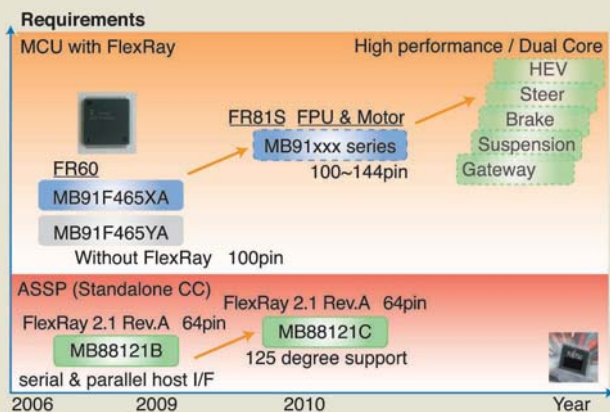 Requirements
MCU with FlexRay
High performance / Dual Core
HEV
Steer
Brake
Suspension
Gateway
FR81S FPU & Motor
MB91xxx series
100~144pin
FR60
MB91F465XA
MB91F465YA
Without FlexRay 100pin
ASSP (Standalone CC)
FlexRay 2.1 Rev.A 64pin
MB88121C
125 degree support
FlexRay 2.1 Rev.A 64pin
MB88121B
serial & parallel host I/F
2006 2009 2010 Year